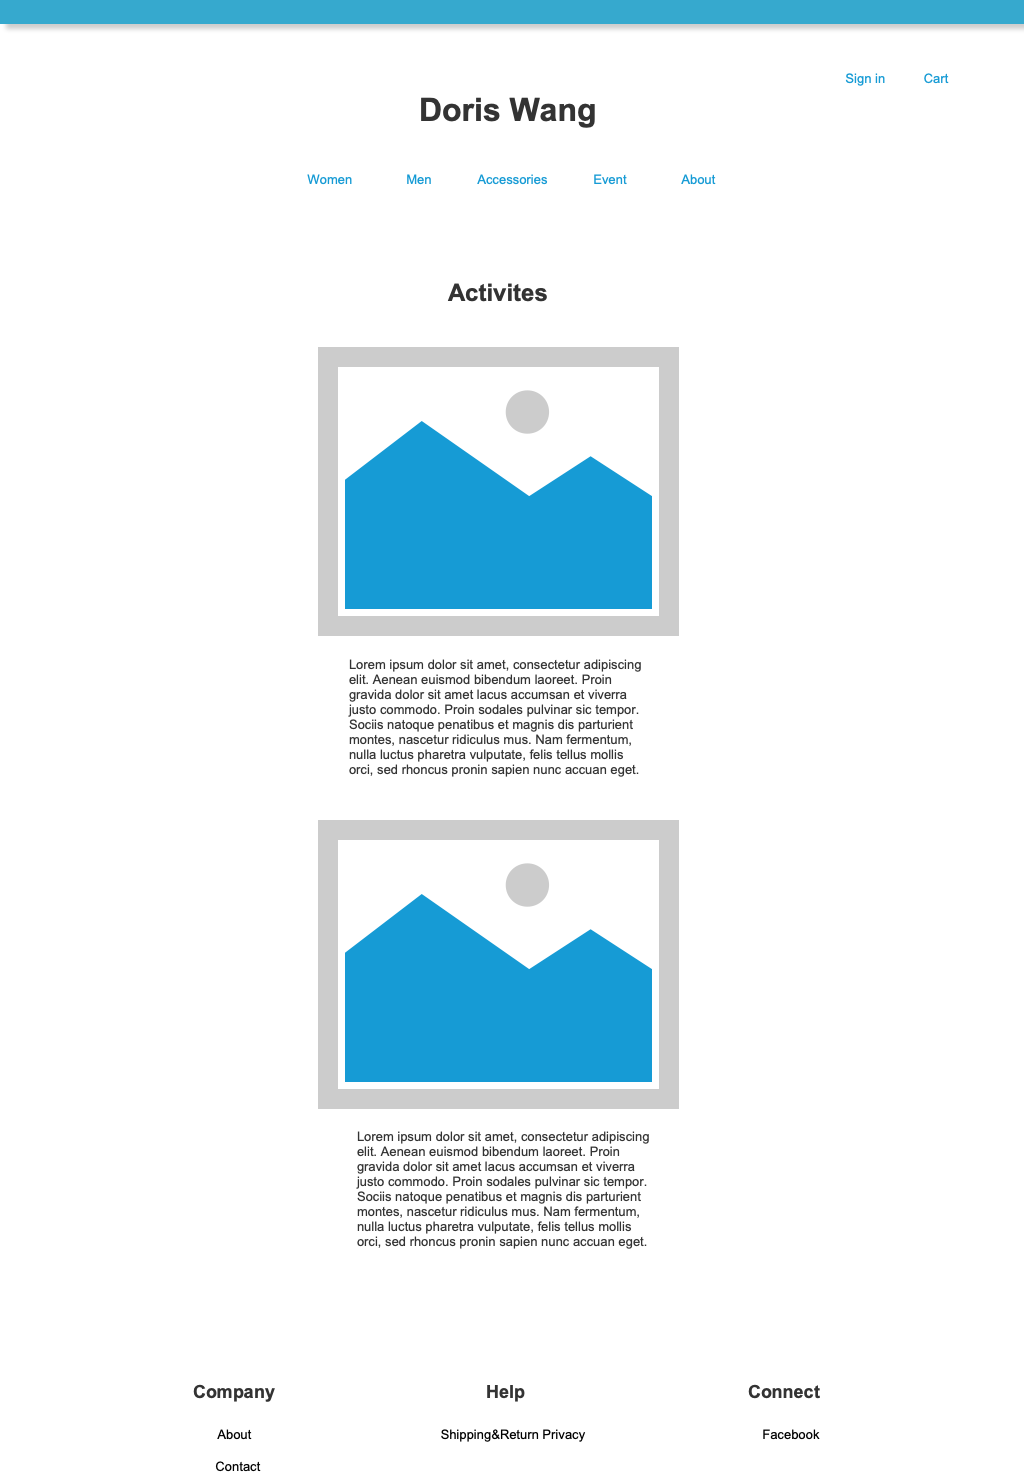 Sign in Cart
Doris Wang
Women Men Accessories Event About
Activites
Lorem ipsum dolor sit amet, consectetur adipiscing
elit. Aenean euismod bibendum laoreet. Proin
gravida dolor sit amet lacus accumsan et viverra
justo commodo. Proin sodales pulvinar sic tempor.
Sociis natoque penatibus et magnis dis parturient
montes, nascetur ridiculus mus. Nam fermentum,
nulla luctus pharetra vulputate, felis tellus mollis
orci, sed rhoncus pronin sapien nunc accuan eget.
Lorem ipsum dolor sit amet, consectetur adipiscing
elit. Aenean euismod bibendum laoreet. Proin
gravida dolor sit amet lacus accumsan et viverra
justo commodo. Proin sodales pulvinar sic tempor.
Sociis natoque penatibus et magnis dis parturient
montes, nascetur ridiculus mus. Nam fermentum,
nulla luctus pharetra vulputate, felis tellus mollis
orci, sed rhoncus pronin sapien nunc accuan eget.
Company Help Connect
About Shipping&Return Privacy Facebook
Contact